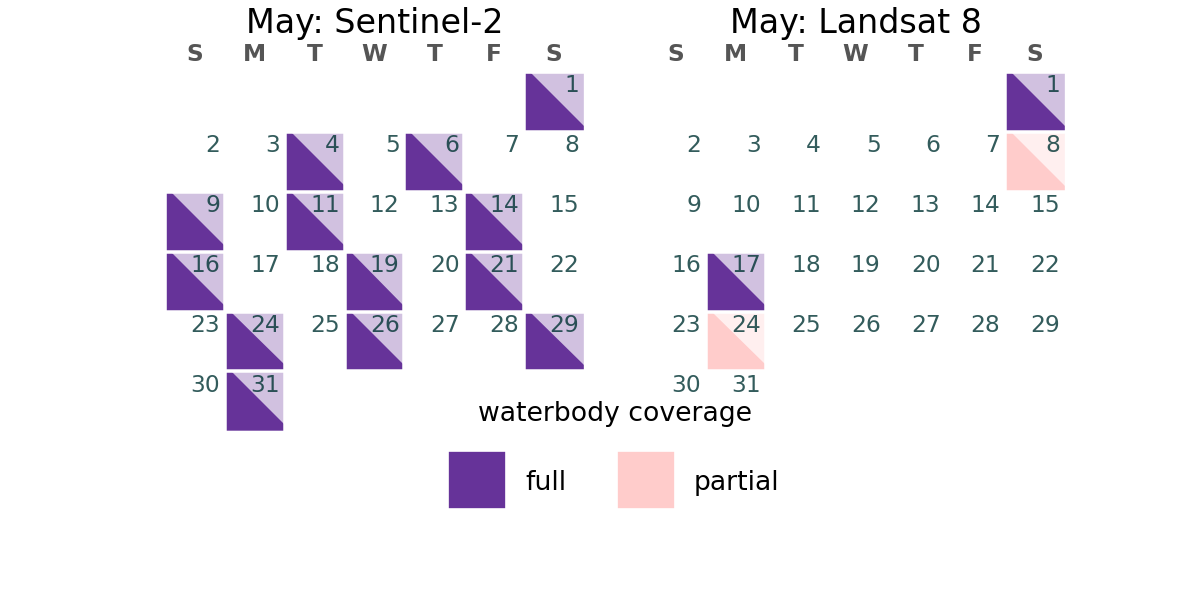 May: Sentinel-2
S M T W T F S
1
2 3 4 5 6 7 8
9 10 11 12 13 14 15
16 17 18 19 20 21 22
23 24 25 26 27 28 29
30 31
May: Landsat 8
S M T W T F S
1
2 3 4 5 6 7 8
9 10 11 12 13 14 15
16 17 18 19 20 21 22
23 24 25 26 27 28 29
30 31
waterbody coverage
full partial